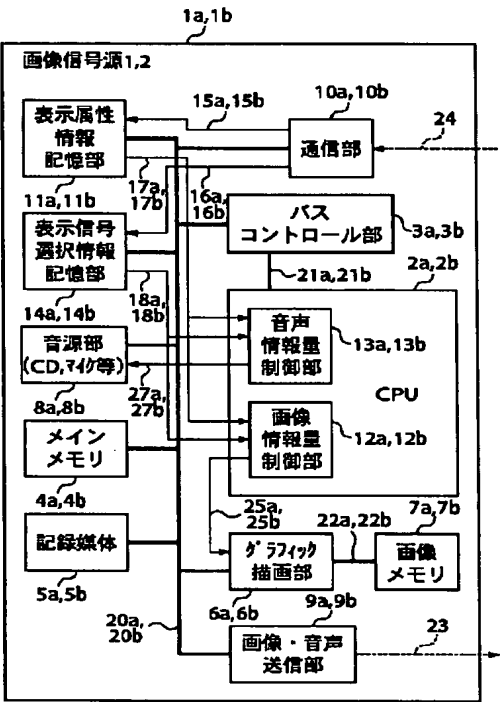 1a,1b
画像信号源1,2
表示属性
情報
記憶部
11a,11b
15a,15b
10a,10b
通信部
24
17a,
17b
16a,
16b
表示信号
選択情報
記憶部
14a,14b
バス
コントロール部
3a,3b
21a,21b
2a,2b
18a,
18b
音源部
(CD,マイク等)
8a,8b
27a,
27b
音声
情報量
制御部
13a,13b
CPU
画像
情報量
制御部
12a,12b
メイン
メモリ
4a,4b
25a,
25b
22a,22b
7a,7b
記録媒体
5a,5b
グラフィック
描画部
6a,6b
画像
メモリ
9a,9b
20a,
20b
画像・音声
送信部
23